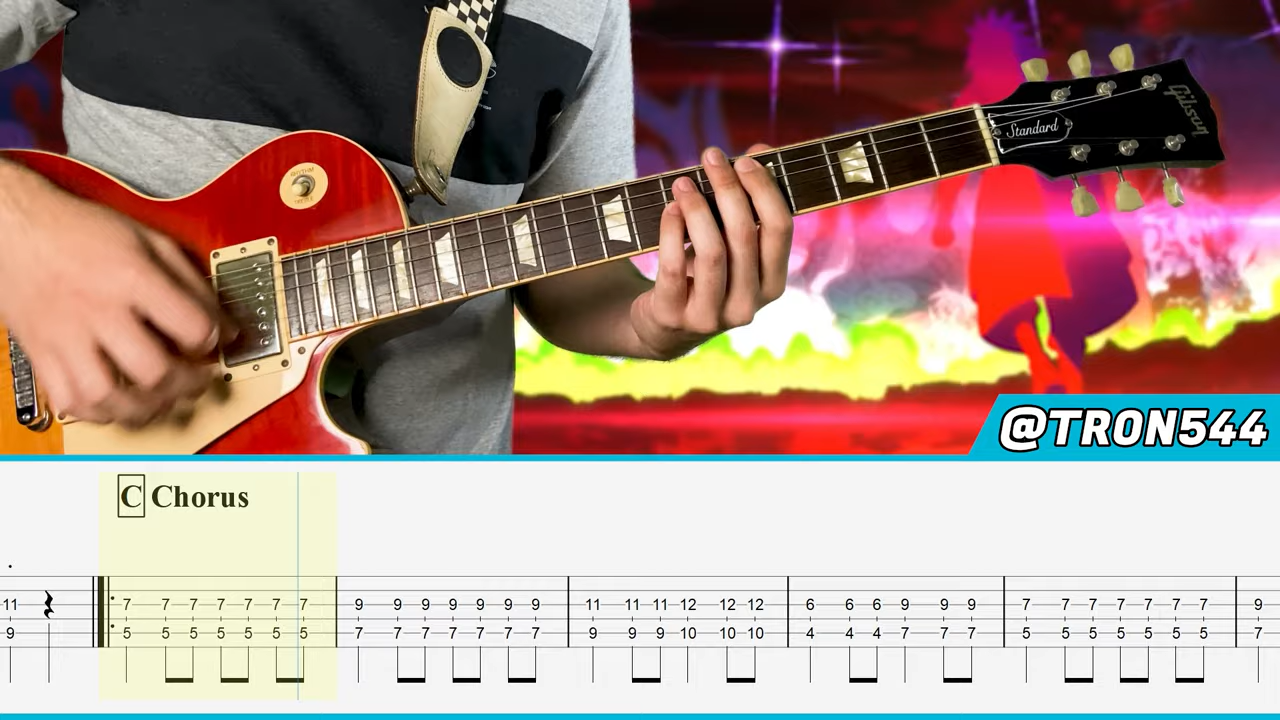 Gibson
Standard
RHYTHM
TREBLE
@TRON544
C Chorus
11 7 7 7 7 7 7 7 9 9 9 9 9 9 9 11 11 11 12 12 12 6 6 6 9 9 9 7 7 7 7 7 7 7 9
9 5 5 5 5 5 5 5 7 7 7 7 7 7 7 9 9 9 10 10 10 4 4 4 7 7 7 5 5 5 5 5 5 5 7